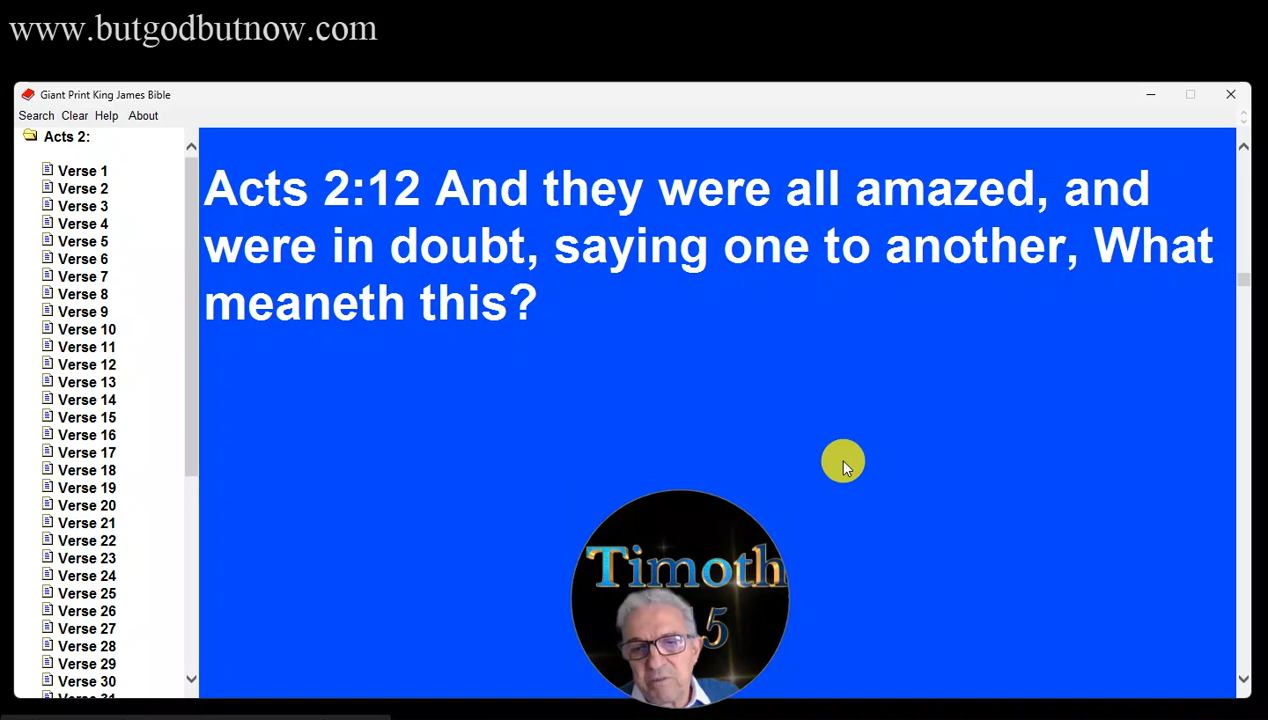 www.butgodbutnow.com
Giant Print King James Bible
Search Clear Help About
Acts 2:
Verse 1
Verse 2
Verse 3
Verse 4
Verse 5
Verse 6
Verse 7
Verse 8
Verse 9
Verse 10
Verse 11
Verse 12
Verse 13
Verse 14
Verse 15
Verse 16
Verse 17
Verse 18
Verse 19
Verse 20
Verse 21
Verse 22
Verse 23
Verse 24
Verse 25
Verse 26
Verse 27
Verse 28
Verse 29
Verse 30
Verse 31
Acts 2:12 And they were all amazed, and
were in doubt, saying one to another, What
meaneth this?
Timoth
5